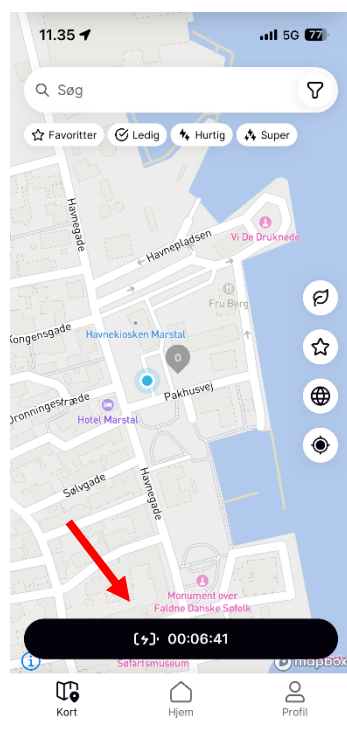 11.35
5G 77
Søg
Favoritter Ledig Hurtig Super
Havnegade
Havnepladsen
Vi De Druknede
Fru Berg
Kongensgade
Havnekiosken Marstal
0
Pakhusvej
Dronningestræde
Hotel Marstal
Sølvgade
Havnegade
Monument over
Faldne Danske Søfolk
00:06:41
Søfartsmuseum
mapbox
Kort Hjem Profil